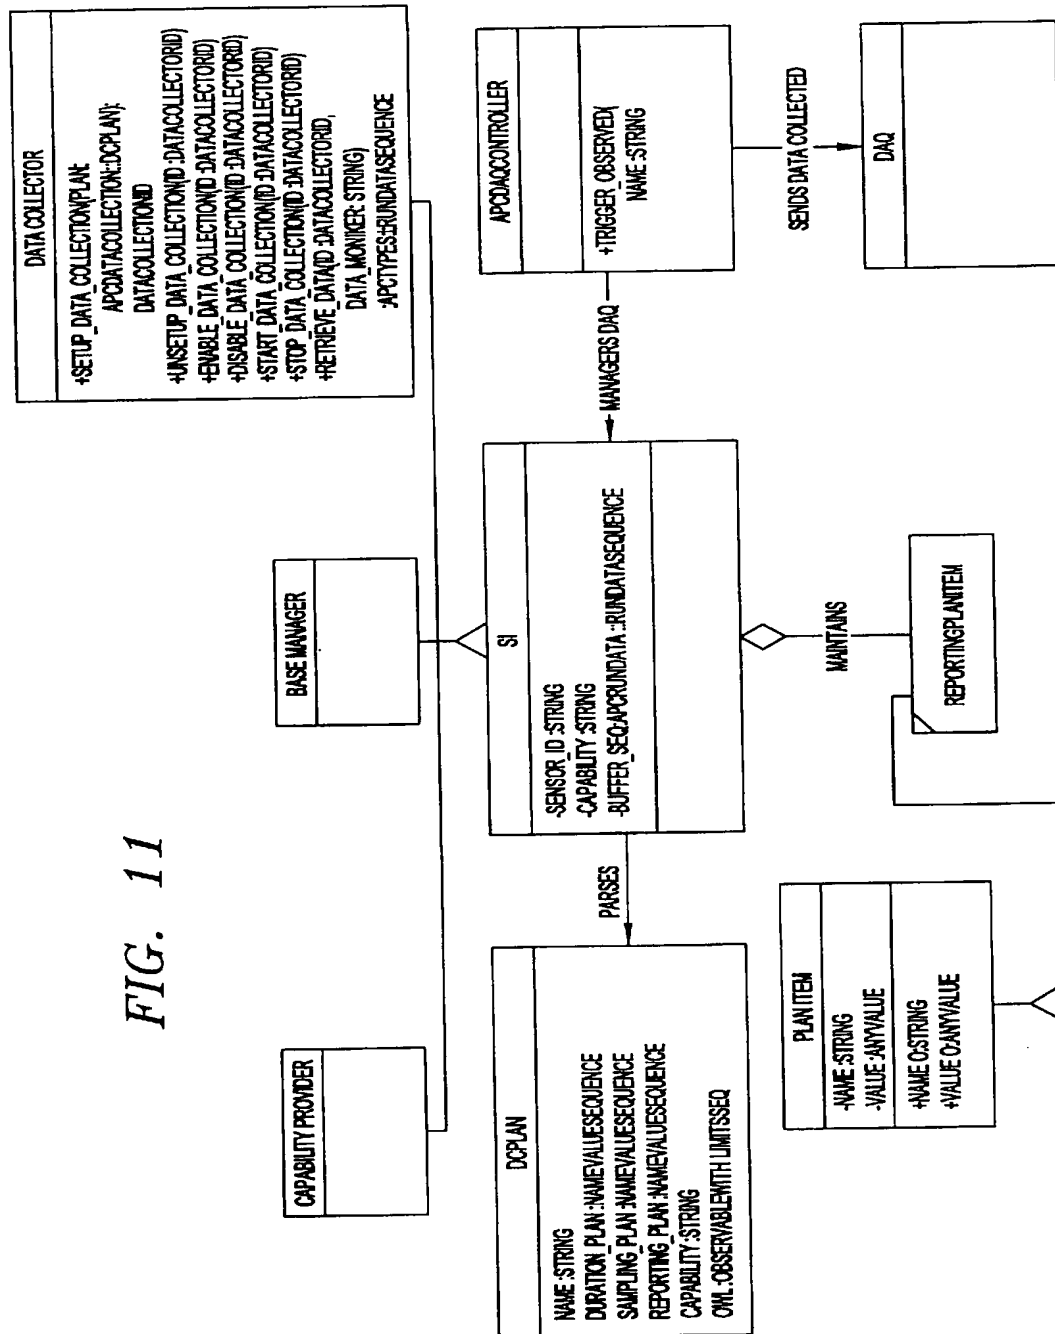 FIG. 11
CAPABILITY PROVIDER
BASE MANAGER
DATA COLLECTOR
+SETUP_DATA_COLLECTION(PLAN:
APCDATACOLLECTION::DCPLAN):
DATACOLLECTIONID
+UNSETUP_DATA_COLLECTION(ID :DATACOLLECTORID)
+ENABLE_DATA_COLLECTION(ID :DATACOLLECTORID)
+DISABLE_DATA_COLLECTION(ID :DATACOLLECTORID)
+START_DATA_COLLECTION(ID :DATACOLLECTORID)
+STOP_DATA_COLLECTION(ID :DATACOLLECTORID)
+RETRIEVE_DATA(ID :DATACOLLECTORID,
DATA_MONIKER: STRING)
:APCTYPES::RUNDATASEQUENCE
DCPLAN
NAME :STRING
DURATION_PLAN :NAMEVALUESEQUENCE
SAMPLING_PLAN :NAMEVALUESEQUENCE
REPORTING_PLAN :NAMEVALUESEQUENCE
CAPABILITY :STRING
OWL :OBSERVABLEWITH LIMITSSEQ
PARSES
SI
-SENSOR_ID :STRING
-CAPABILITY :STRING
-BUFFER_SEQ:APCRUNDATA ::RUNDATASEQUENCE
MANAGERS DAQ
APCDAQCONTROLLER
+TRIGGER_OBSERVED(
NAME :STRING
SENDS DATA COLLECTED
DAQ
MAINTAINS
REPORTINGPLANITEM
PLAN ITEM
-NAME :STRING
-VALUE :ANYVALUE
+NAME O:STRING
+VALUE O:ANYVALUE